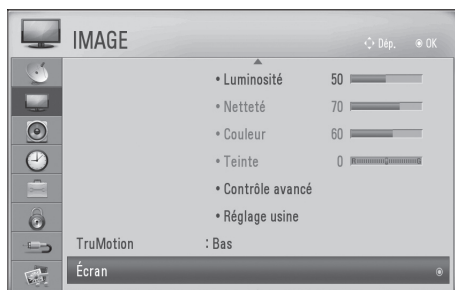 IMAGE Dép. OK
• Luminosité 50
• Netteté 70
• Couleur 60
• Teinte 0
• Contrôle avancé
• Réglage usine
TruMotion : Bas
Écran